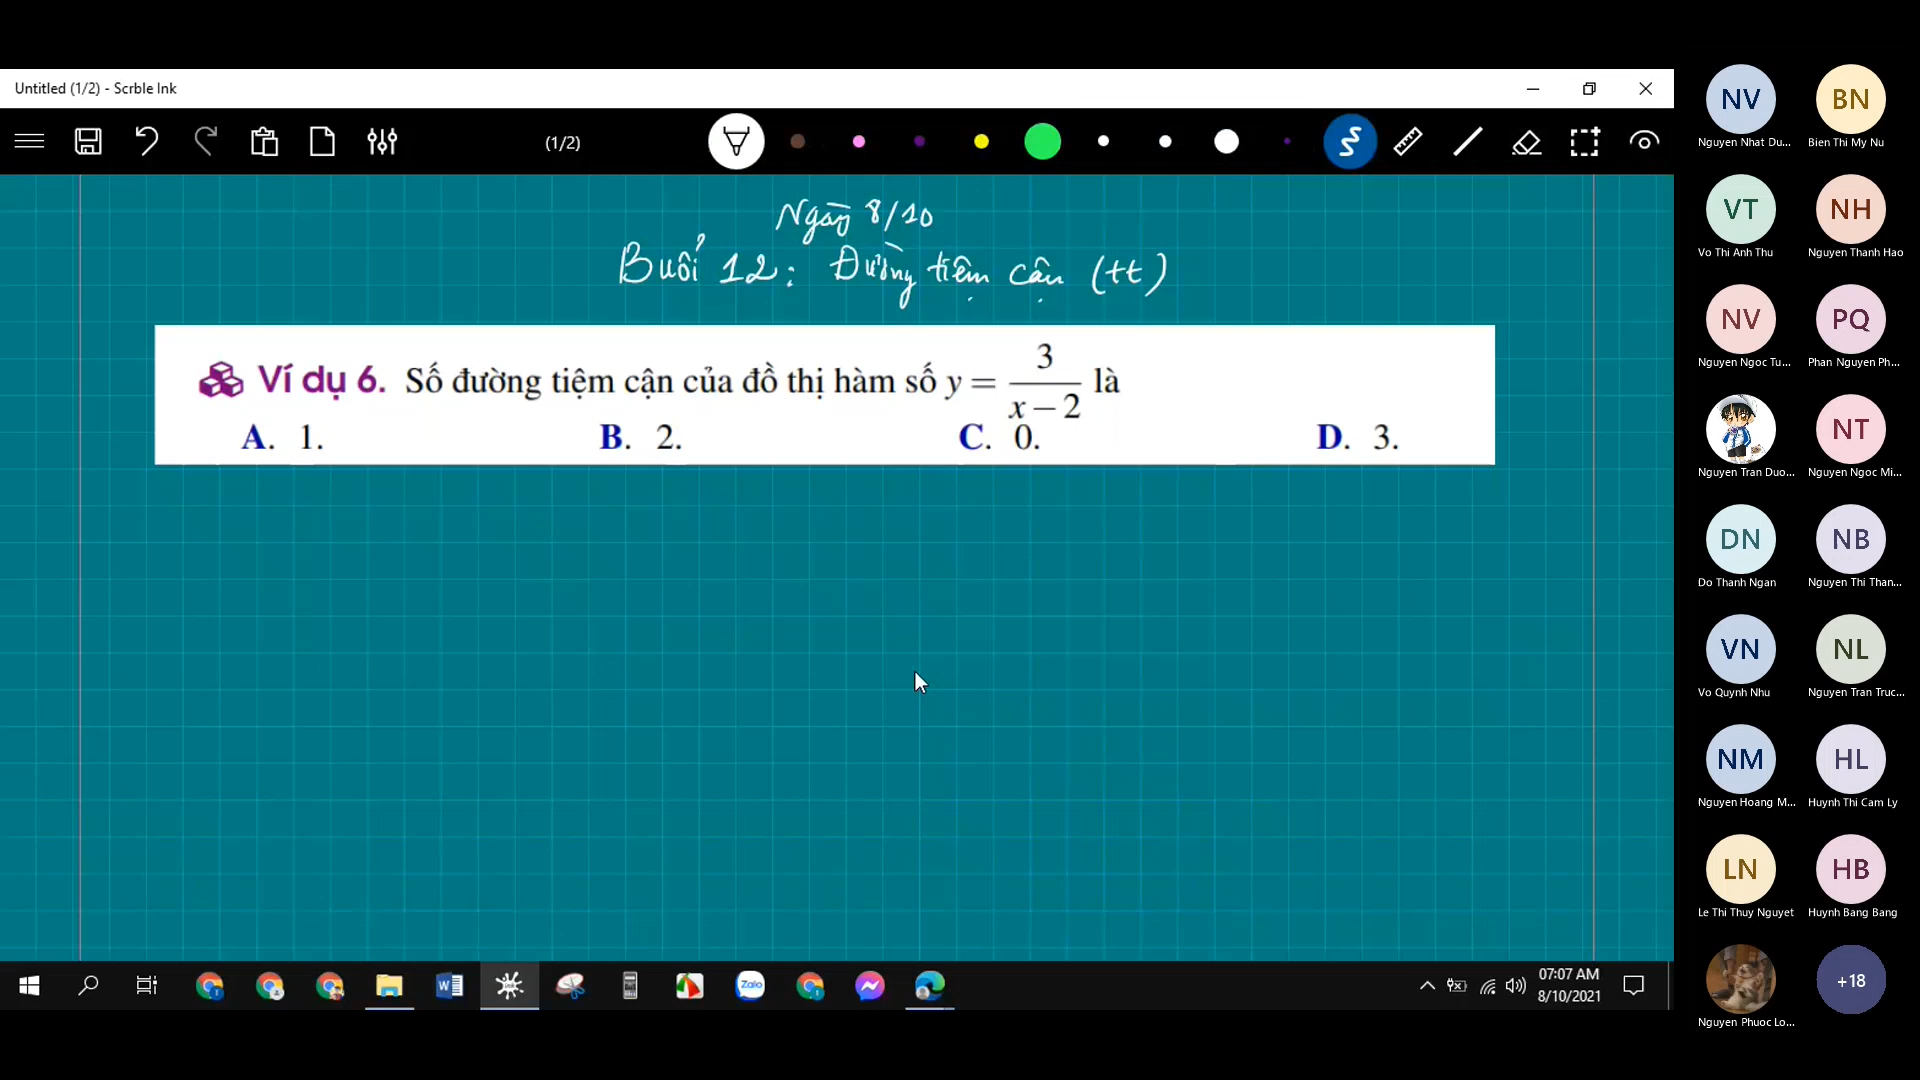 Untitled (1/2) - Scrble Ink
(1/2)
Ngày 8/10
Buổi 12: Đường tiệm cận (tt)
Ví dụ 6. Số đường tiệm cận của đồ thị hàm số y = 3/(x − 2) là
A. 1. B. 2. C. 0. D. 3.
NV BN
Nguyen Nhat Du... Bien Thi My Nu
VT NH
Vo Thi Anh Thu Nguyen Thanh Hao
NV PQ
Nguyen Ngoc Tu... Phan Nguyen Ph...
NT
Nguyen Tran Duo... Nguyen Ngoc Mi...
DN NB
Do Thanh Ngan Nguyen Thi Than...
VN NL
Vo Quynh Nhu Nguyen Tran Truc...
NM HL
Nguyen Hoang M... Huynh Thi Cam Ly
LN HB
Le Thi Thuy Nguyet Huynh Bang Bang
+18
Nguyen Phuoc Lo...
Zalo
07:07 AM
8/10/2021